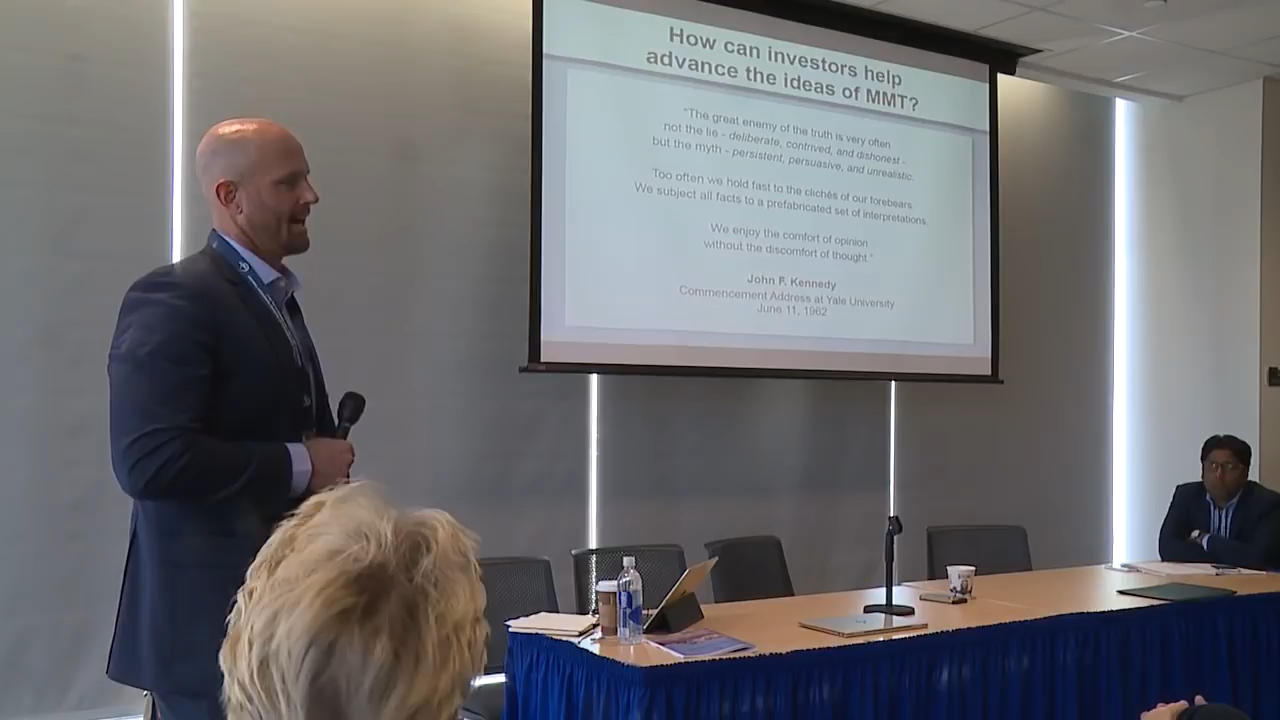 How can investors help
advance the ideas of MMT?
"The great enemy of the truth is very often
not the lie - deliberate, contrived, and dishonest -
but the myth - persistent, persuasive, and unrealistic.
Too often we hold fast to the clichés of our forebears.
We subject all facts to a prefabricated set of interpretations.
We enjoy the comfort of opinion
without the discomfort of thought."
John F. Kennedy
Commencement Address at Yale University
June 11, 1962